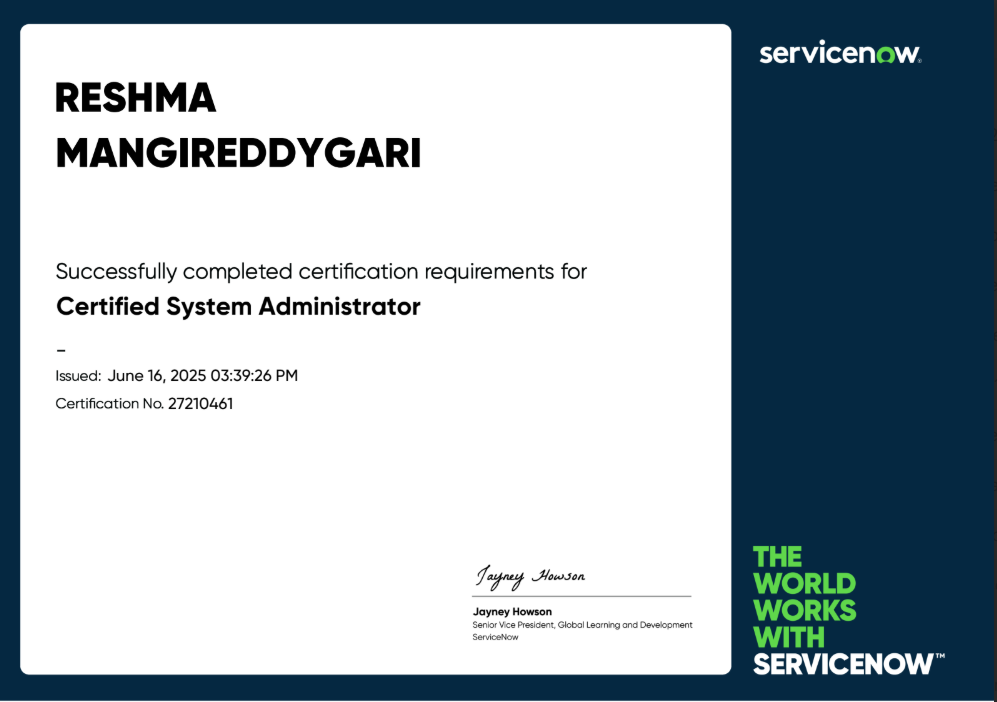 RESHMA
MANGIREDDYGARI
Successfully completed certification requirements for
Certified System Administrator
–
Issued: June 16, 2025 03:39:26 PM
Certification No. 27210461
Jayney Howson
Jayney Howson
Senior Vice President, Global Learning and Development
ServiceNow
servicenow®
THE
WORLD
WORKS
WITH
SERVICENOW™